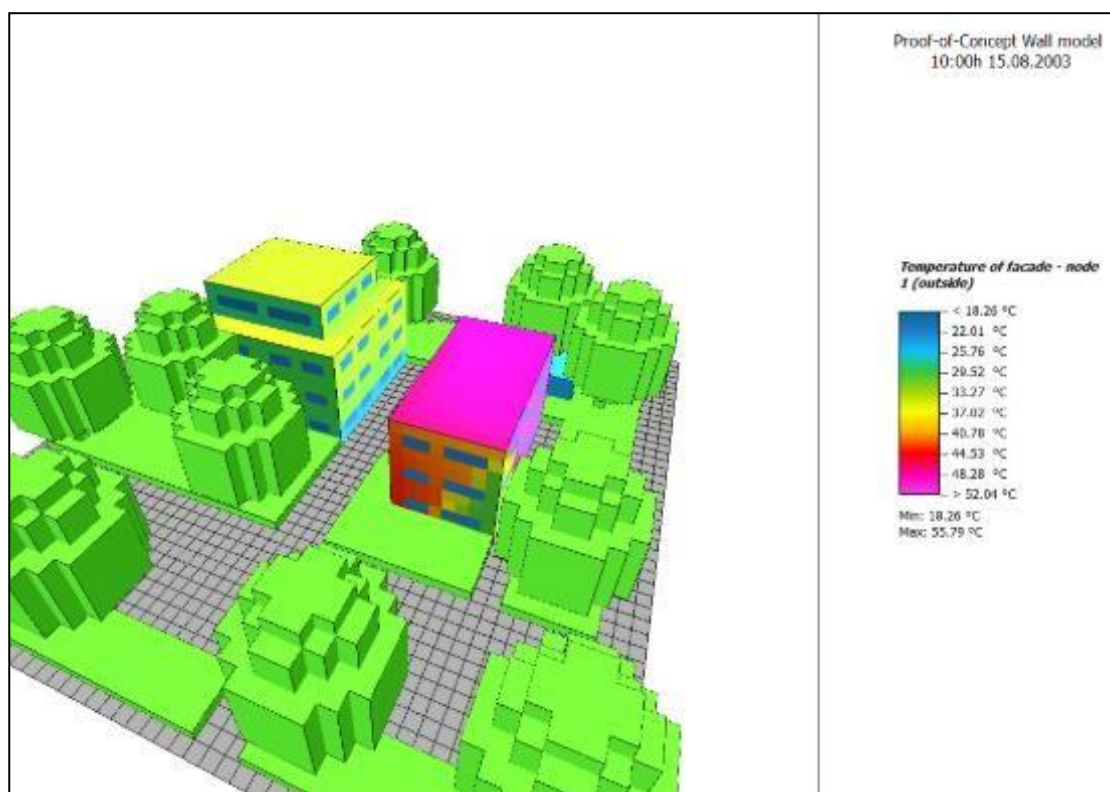 Proof-of-Concept Wall model
10:00h 15.08.2003
Temperature of facade - node
1 (outside)
< 18.26 °C
22.01 °C
25.76 °C
29.52 °C
33.27 °C
37.02 °C
40.78 °C
44.53 °C
48.28 °C
> 52.04 °C
Min: 18.26 °C
Max: 55.79 °C